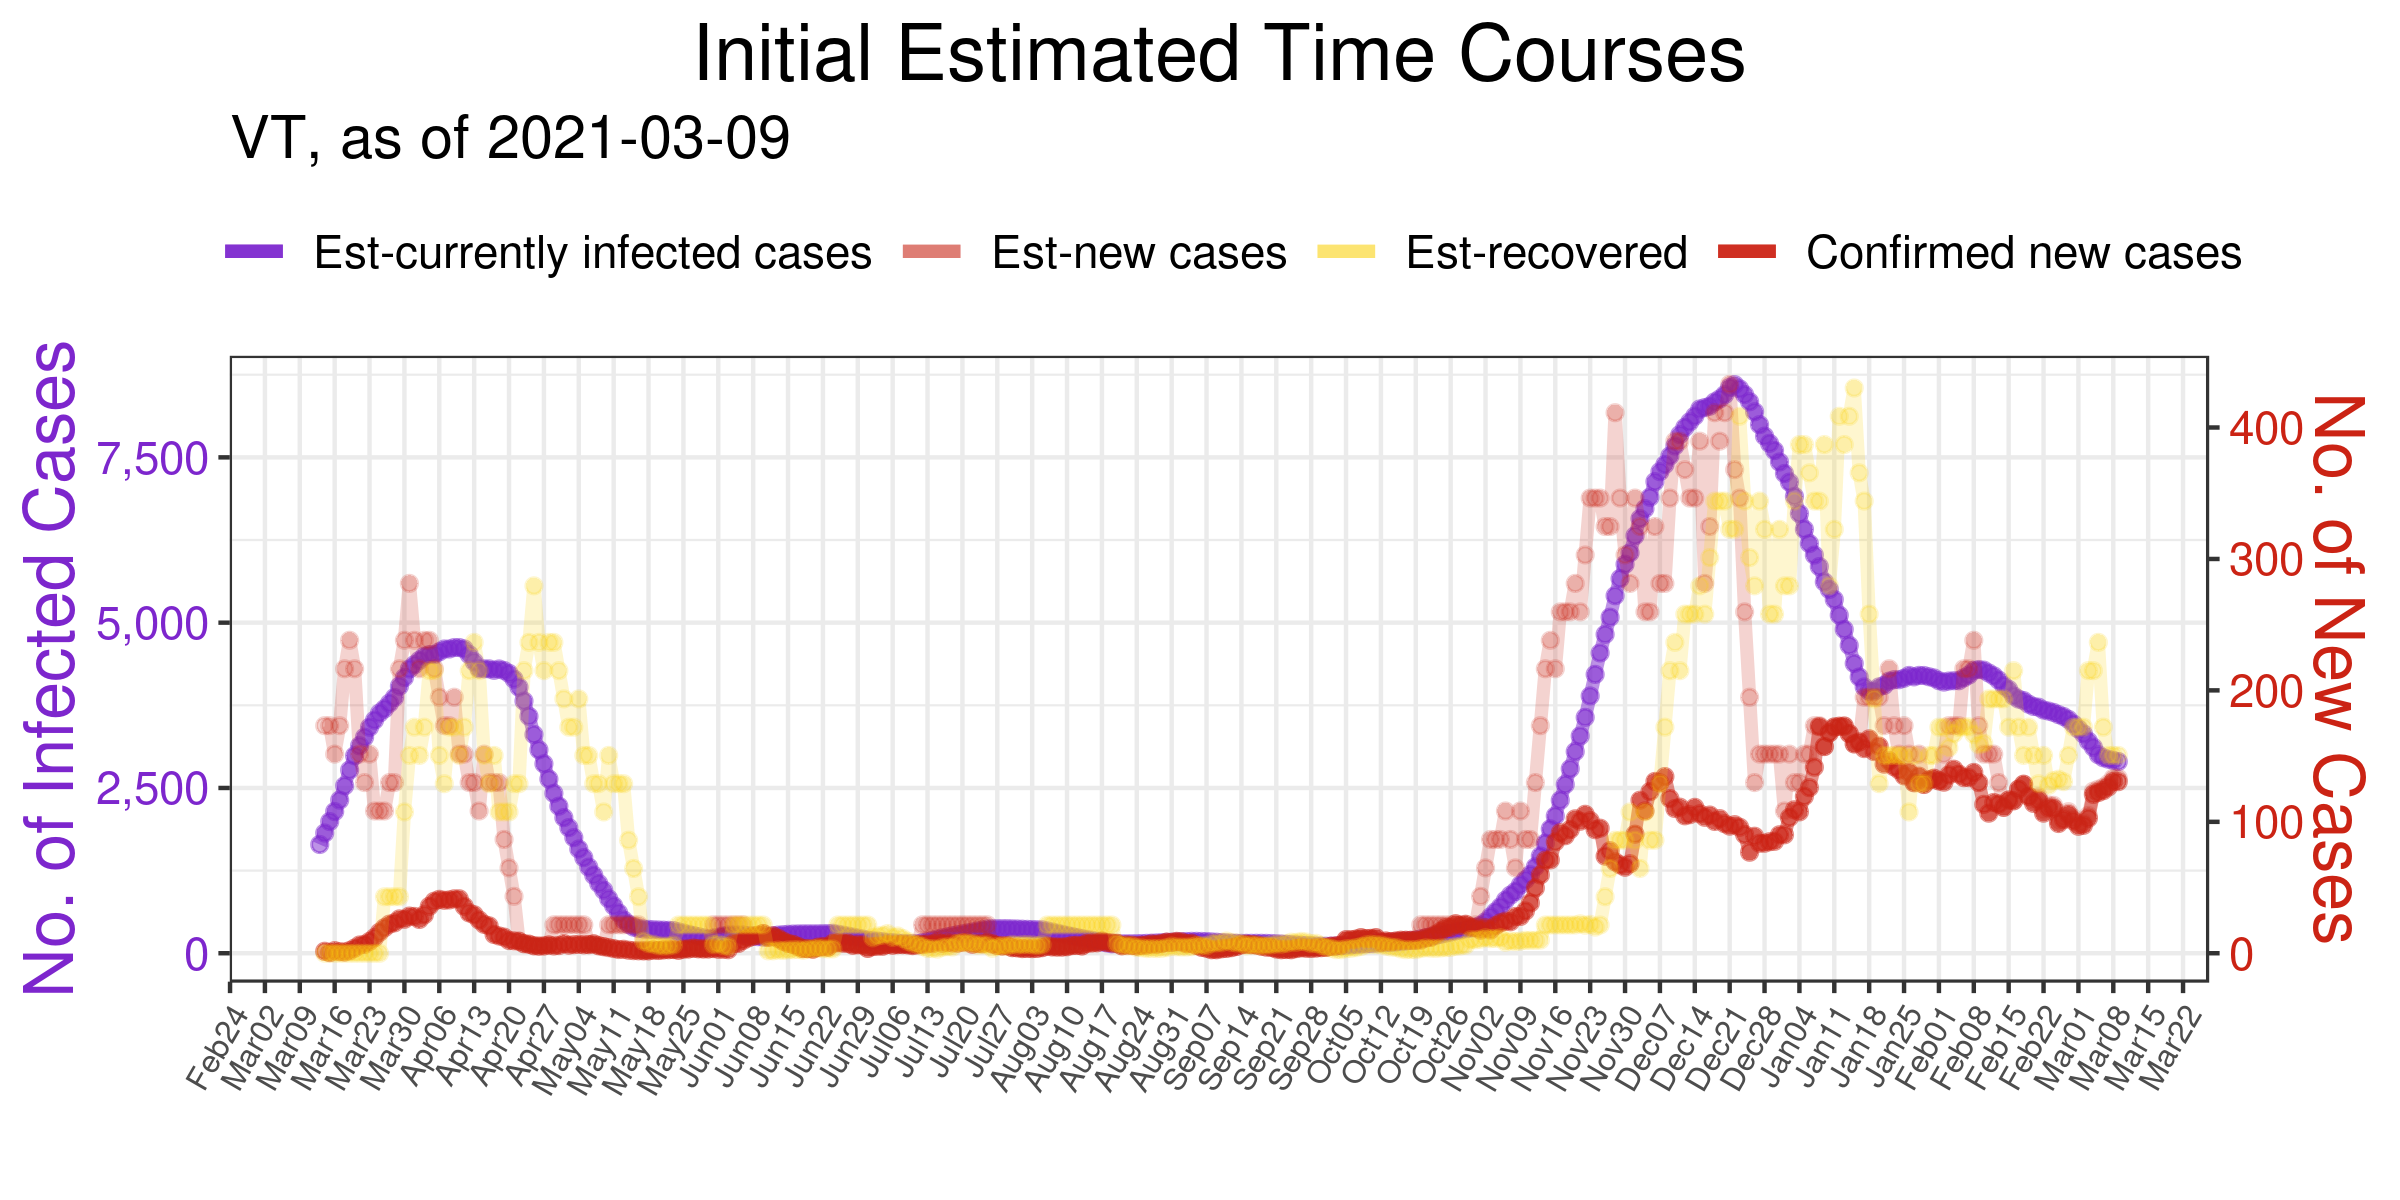 Initial Estimated Time Courses
VT, as of 2021-03-09
Est-currently infected cases Est-new cases Est-recovered Confirmed new cases
No. of Infected Cases
7,500
5,000
2,500
0
400
300
200
100
0
No. of New Cases
Feb24 Mar02 Mar09 Mar16 Mar23 Mar30 Apr06 Apr13 Apr20 Apr27 May04 May11 May18 May25 Jun01 Jun08 Jun15 Jun22 Jun29 Jul06 Jul13 Jul20 Jul27 Aug03 Aug10 Aug17 Aug24 Aug31 Sep07 Sep14 Sep21 Sep28 Oct05 Oct12 Oct19 Oct26 Nov02 Nov09 Nov16 Nov23 Nov30 Dec07 Dec14 Dec21 Dec28 Jan04 Jan11 Jan18 Jan25 Feb01 Feb08 Feb15 Feb22 Mar01 Mar08 Mar15 Mar22